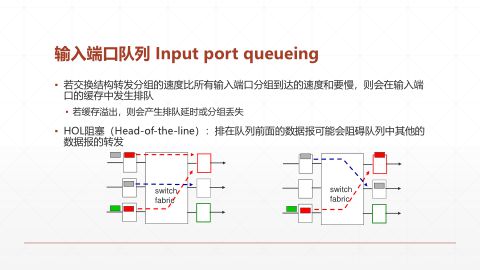 输入端口队列 Input port queueing
若交换结构转发分组的速度比所有输入端口分组到达的速度和要慢，则会在输入端
口的缓存中发生排队
若缓存溢出，则会产生排队延时或分组丢失
HOL阻塞（Head-of-the-line）：排在队列前面的数据报可能会阻碍队列中其他的
数据报的转发
switch
fabric
switch
fabric